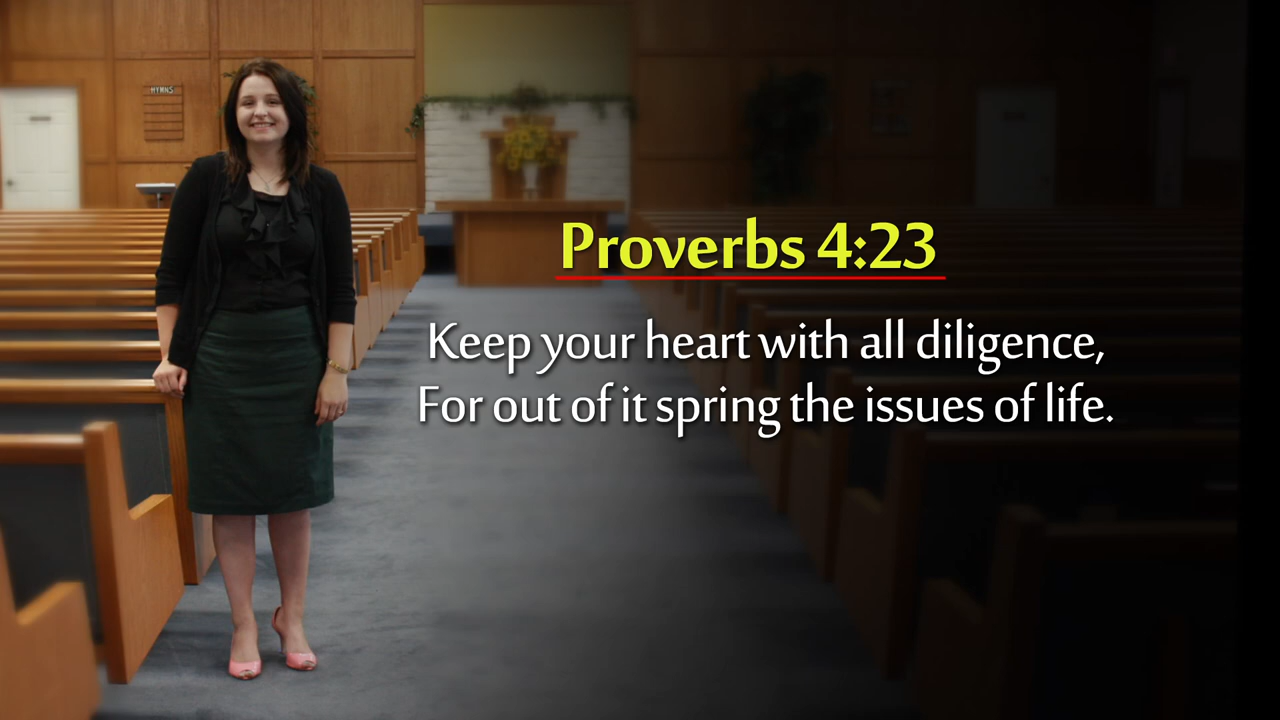 HYMNS
Proverbs 4:23
Keep your heart with all diligence,
For out of it spring the issues of life.